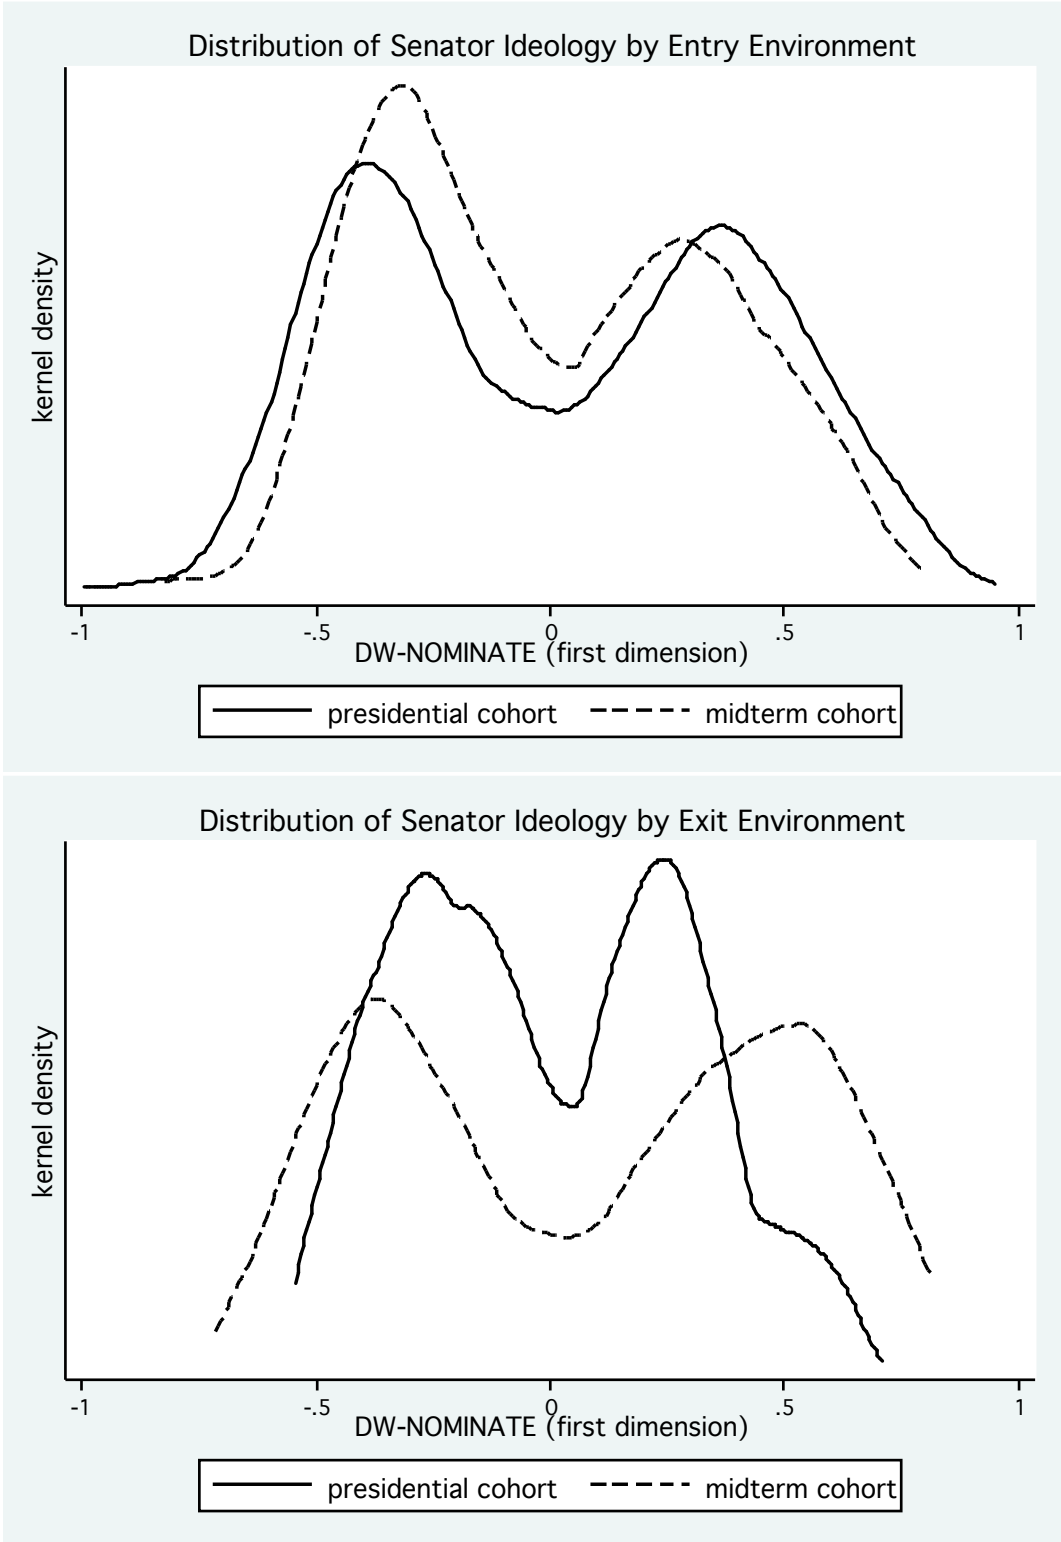 Distribution of Senator Ideology by Entry Environment
kernel density
-1 -.5 0 .5 1
DW-NOMINATE (first dimension)
presidential cohort midterm cohort
Distribution of Senator Ideology by Exit Environment
kernel density
-1 -.5 0 .5 1
DW-NOMINATE (first dimension)
presidential cohort midterm cohort